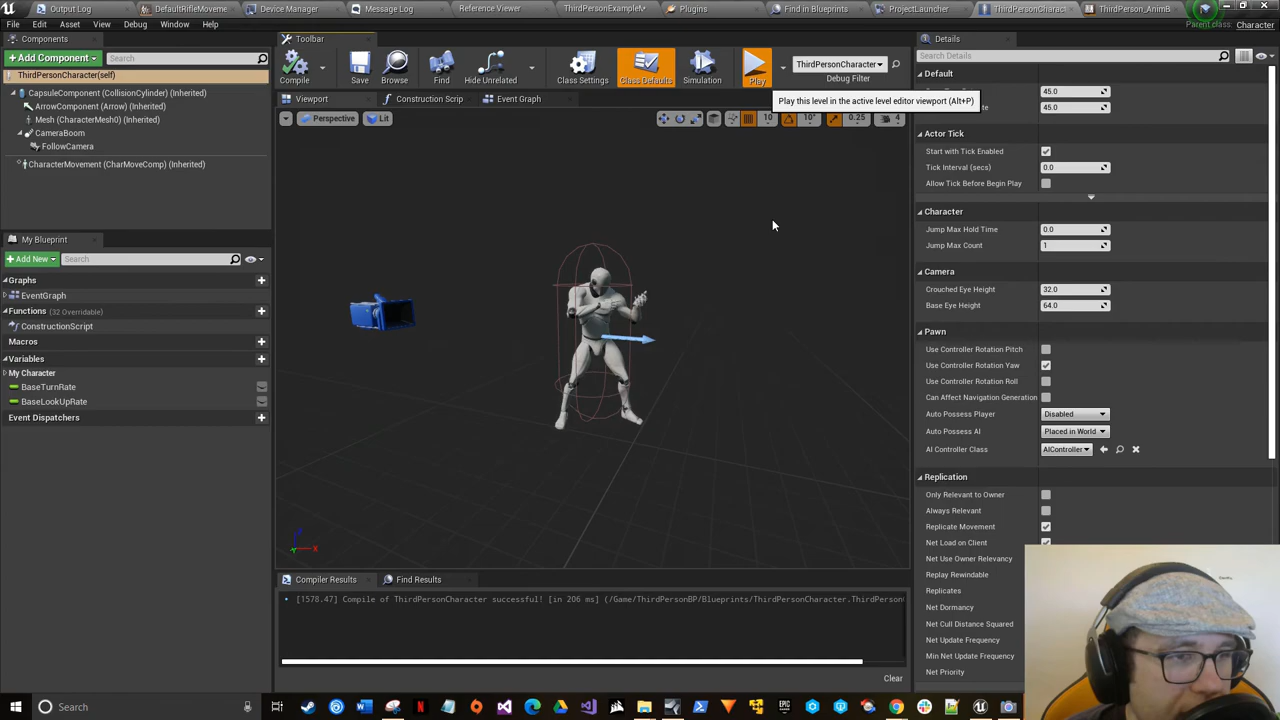 Output Log
DefaultRifleMoveme
Device Manager
Message Log
Reference Viewer
ThirdPersonExampleM
Plugins
Find in Blueprints
ProjectLauncher
ThirdPersonCharact
ThirdPerson_AnimB
File Edit Asset View Debug Window Help
Parent class: Character
Components
+ Add Component
Search
ThirdPersonCharacter(self)
CapsuleComponent (CollisionCylinder) (Inherited)
ArrowComponent (Arrow) (Inherited)
Mesh (CharacterMesh0) (Inherited)
CameraBoom
FollowCamera
CharacterMovement (CharMoveComp) (Inherited)
My Blueprint
+ Add New
Search
Graphs
EventGraph
Functions (32 Overridable)
ConstructionScript
Macros
Variables
My Character
BaseTurnRate
BaseLookUpRate
Event Dispatchers
Toolbar
Compile
Save
Browse
Find
Hide Unrelated
Class Settings
Class Defaults
Simulation
Play
ThirdPersonCharacter
Debug Filter
Play this level in the active level editor viewport (Alt+P)
Viewport
Construction Scrip
Event Graph
Perspective
Lit
10
10°
0.25
4
Z
X
Compiler Results
Find Results
[1578.47] Compile of ThirdPersonCharacter successful! [in 206 ms] (/Game/ThirdPersonBP/Blueprints/ThirdPersonCharacter.ThirdPerson
Clear
Details
Search Details
Default
45.0
45.0
Actor Tick
Start with Tick Enabled
Tick Interval (secs) 0.0
Allow Tick Before Begin Play
Character
Jump Max Hold Time 0.0
Jump Max Count 1
Camera
Crouched Eye Height 32.0
Base Eye Height 64.0
Pawn
Use Controller Rotation Pitch
Use Controller Rotation Yaw
Use Controller Rotation Roll
Can Affect Navigation Generation
Auto Possess Player Disabled
Auto Possess AI Placed in World
AI Controller Class AIController
Replication
Only Relevant to Owner
Always Relevant
Replicate Movement
Net Load on Client
Net Use Owner Relevancy
Replay Rewindable
Replicates
Net Dormancy
Net Cull Distance Squared
Net Update Frequency
Min Net Update Frequency
Net Priority
Search